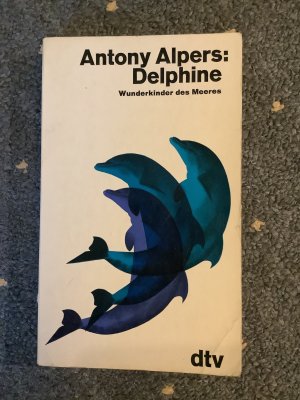 Antony Alpers:
Delphine
Wunderkinder des Meeres
dtv